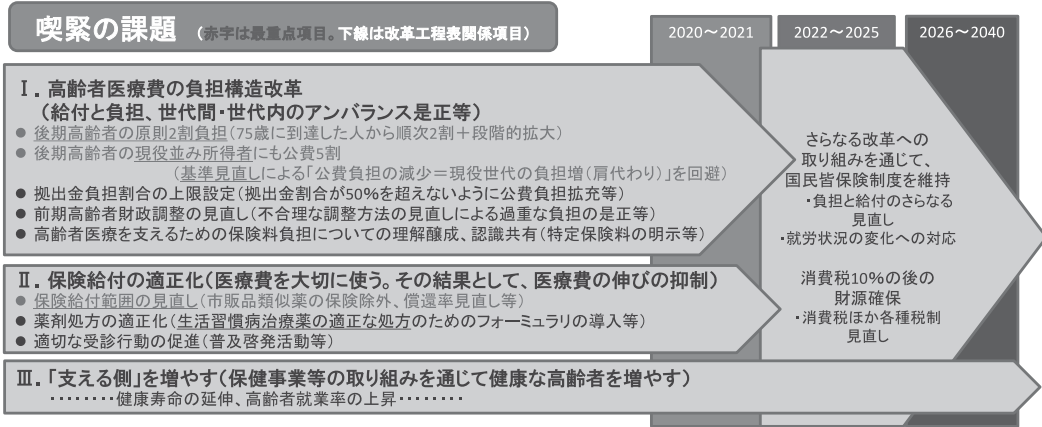 喫緊の課題 (赤字は最重点項目。下線は改革工程表関係項目)
2020～2021
2022～2025
2026～2040
Ⅰ.高齢者医療費の負担構造改革
(給付と負担、世代間・世代内のアンバランス是正等)
● 後期高齢者の原則2割負担(75歳に到達した人から順次2割＋段階的拡大)
● 後期高齢者の現役並み所得者にも公費5割
(基準見直しによる「公費負担の減少＝現役世代の負担増(肩代わり)」を回避)
● 拠出金負担割合の上限設定(拠出金割合が50%を超えないように公費負担拡充等)
● 前期高齢者財政調整の見直し(不合理な調整方法の見直しによる過重な負担の是正等)
● 高齢者医療を支えるための保険料負担についての理解醸成、認識共有(特定保険料の明示等)
Ⅱ.保険給付の適正化(医療費を大切に使う。その結果として、医療費の伸びの抑制)
● 保険給付範囲の見直し(市販品類似薬の保険除外、償還率見直し等)
● 薬剤処方の適正化(生活習慣病治療薬の適正な処方のためのフォーミュラリの導入等)
● 適切な受診行動の促進(普及啓発活動等)
Ⅲ.「支える側」を増やす(保健事業等の取り組みを通じて健康な高齢者を増やす)
････････健康寿命の延伸、高齢者就業率の上昇････････
さらなる改革への
取り組みを通じて、
国民皆保険制度を維持
・負担と給付のさらなる
見直し
・就労状況の変化への対応
消費税10%の後の
財源確保
・消費税ほか各種税制
見直し